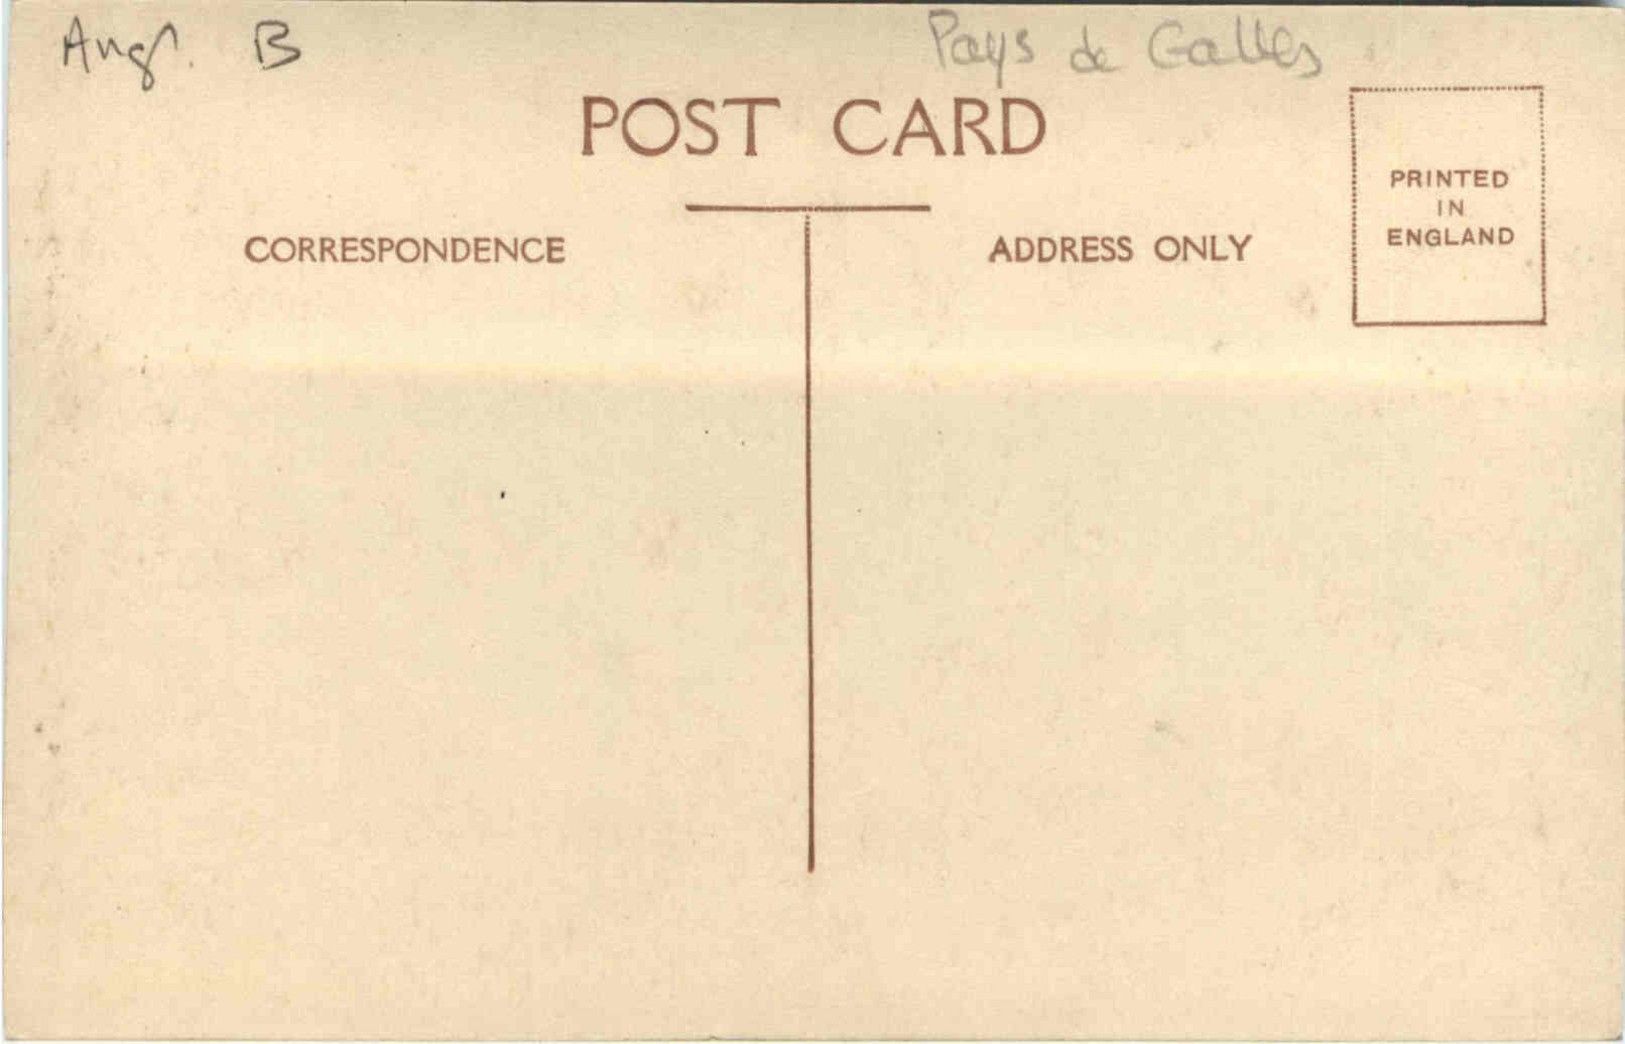 Angl. B
Pays de Galles
POST CARD
CORRESPONDENCE
ADDRESS ONLY
PRINTED
IN
ENGLAND